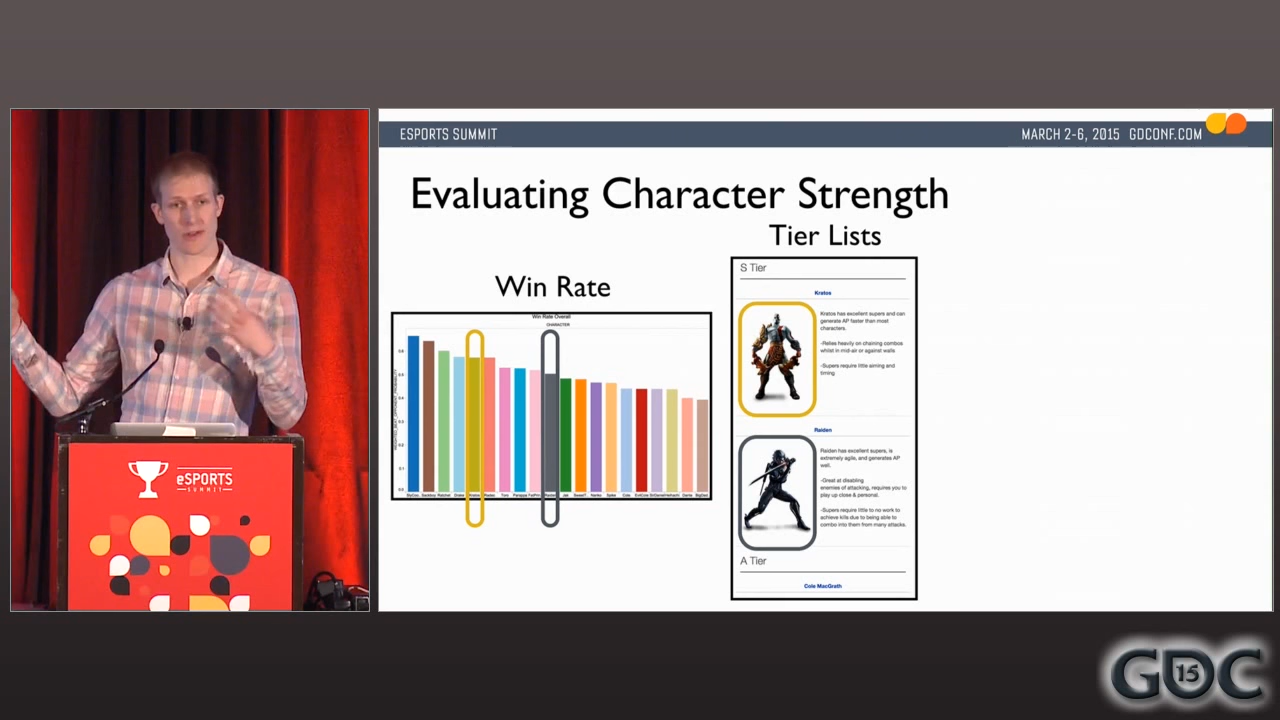 ESPORTS SUMMIT
MARCH 2-6, 2015 GDCONF.COM
Evaluating Character Strength
Tier Lists
Win Rate
Win Rate Overall
CHARACTER
S Tier
Kratos
Kratos has excellent supers and can
generate AP faster than most
characters.
-Relies heavily on chaining combos
whilst in mid-air or against walls
-Supers require little aiming and
timing
Raiden
Raiden has excellent supers, is
extremely agile, and generates AP
well.
-Great at disabling
enemies of attacking, requires you to
play up close & personal.
-Supers require little to no work to
achieve kills due to being able to
combo into them from many attacks.
A Tier
Cole MacGrath
eSPORTS
SUMMIT
GDC
15